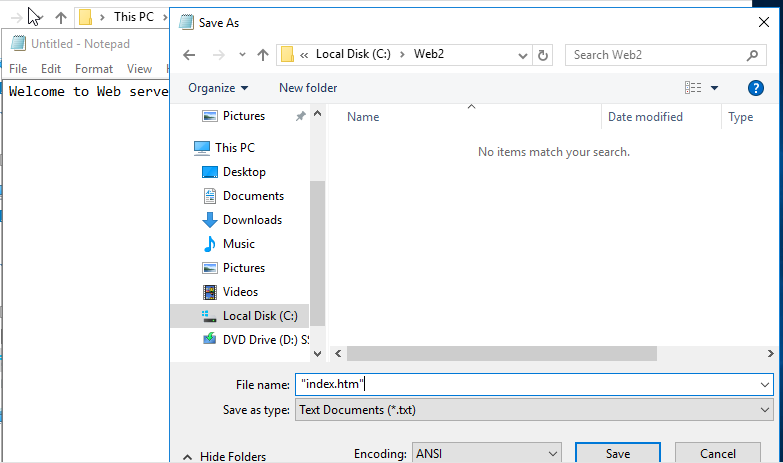 This PC
Save As
Untitled - Notepad
Local Disk (C:) Web2
Search Web2
File Edit Format View
Organize New folder
Welcome to Web serve
Name Date modified Type
Pictures
No items match your search.
This PC
Desktop
Documents
Downloads
Music
Pictures
Videos
Local Disk (C:)
DVD Drive (D:) SS
File name: "index.htm"
Save as type: Text Documents (*.txt)
Hide Folders Encoding: ANSI Save Cancel